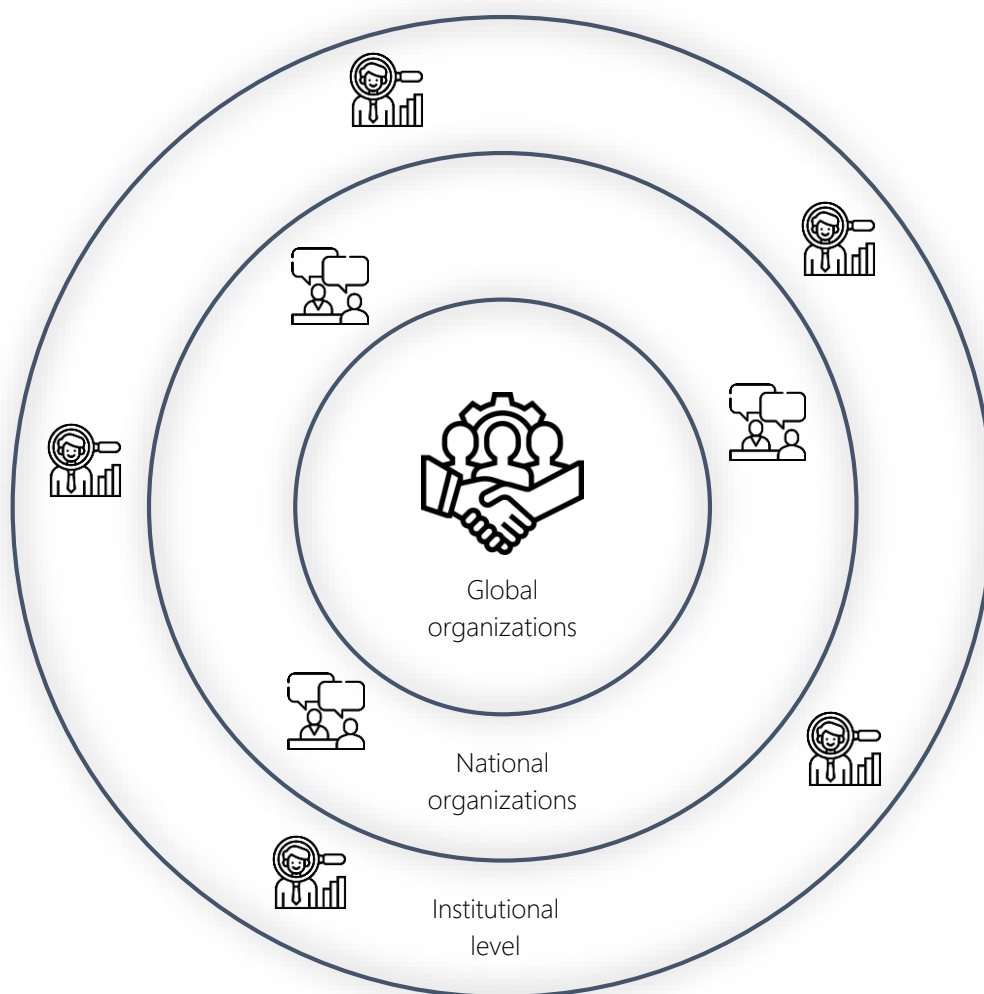 Global
organizations
National
organizations
Institutional
level